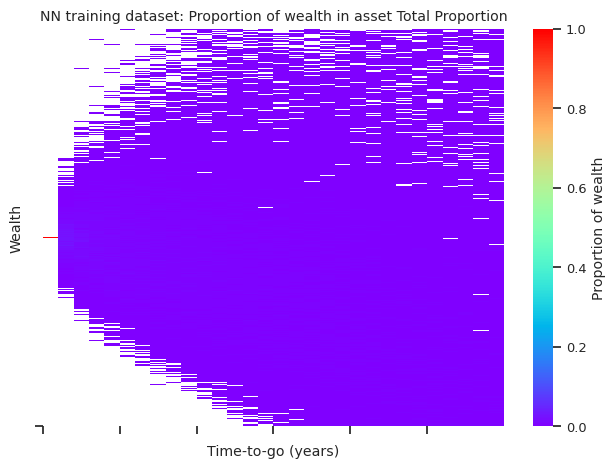 NN training dataset: Proportion of wealth in asset Total Proportion
Wealth
Time-to-go (years)
1.0
0.8
0.6
0.4
0.2
0.0
Proportion of wealth